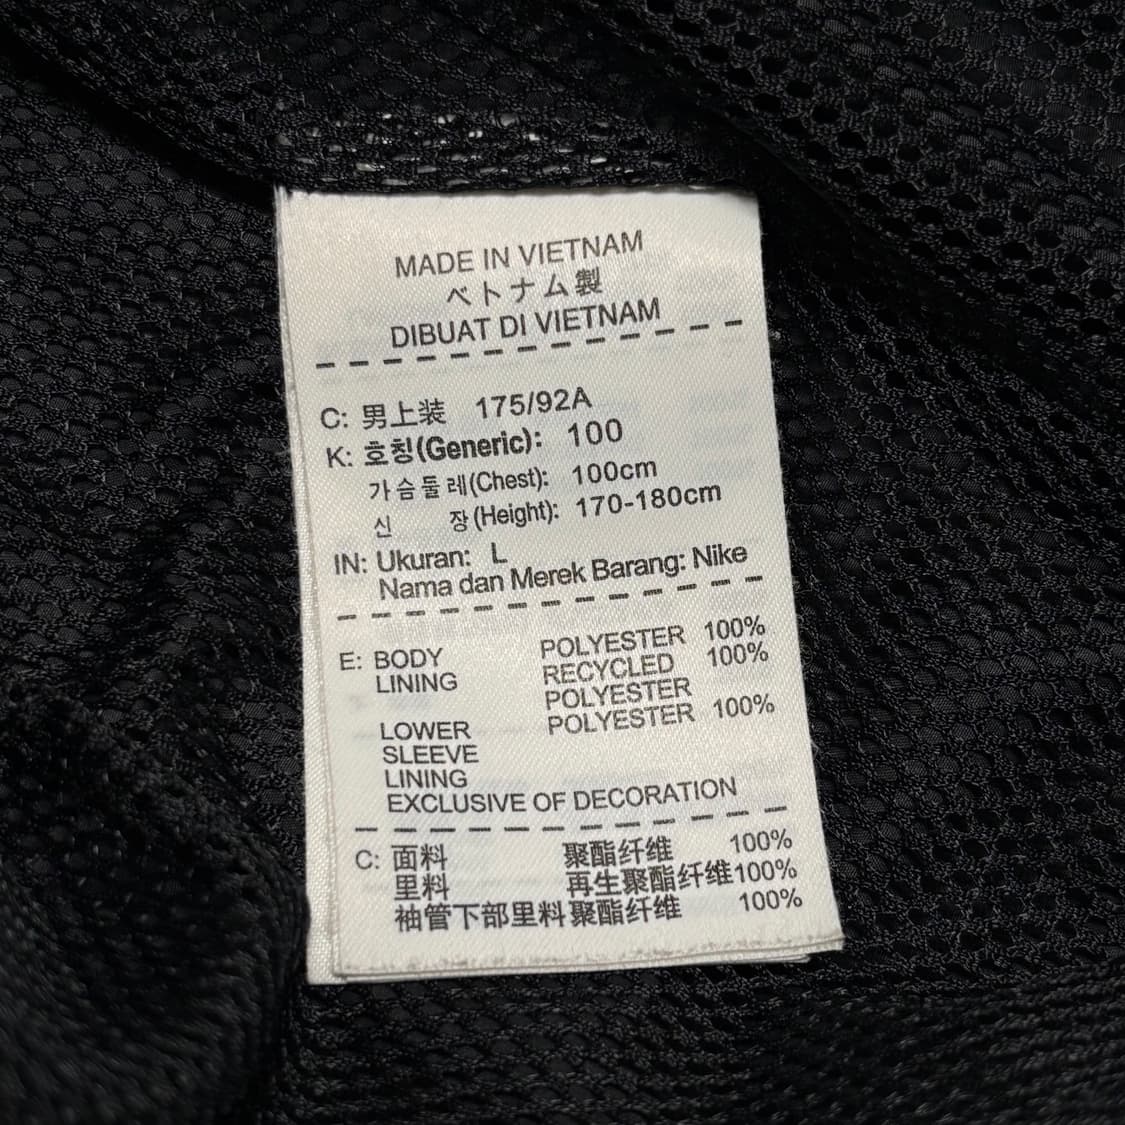 MADE IN VIETNAM
ベトナム製
DIBUAT DI VIETNAM
C: 男上装 175/92A
K: 호칭(Generic): 100
가슴둘레(Chest): 100cm
신 장(Height): 170-180cm
IN: Ukuran: L
Nama dan Merek Barang: Nike
E: BODY POLYESTER 100%
LINING RECYCLED 100%
POLYESTER
LOWER POLYESTER 100%
SLEEVE
LINING
EXCLUSIVE OF DECORATION
C: 面料 聚酯纤维 100%
里料 再生聚酯纤维100%
袖管下部里料聚酯纤维 100%